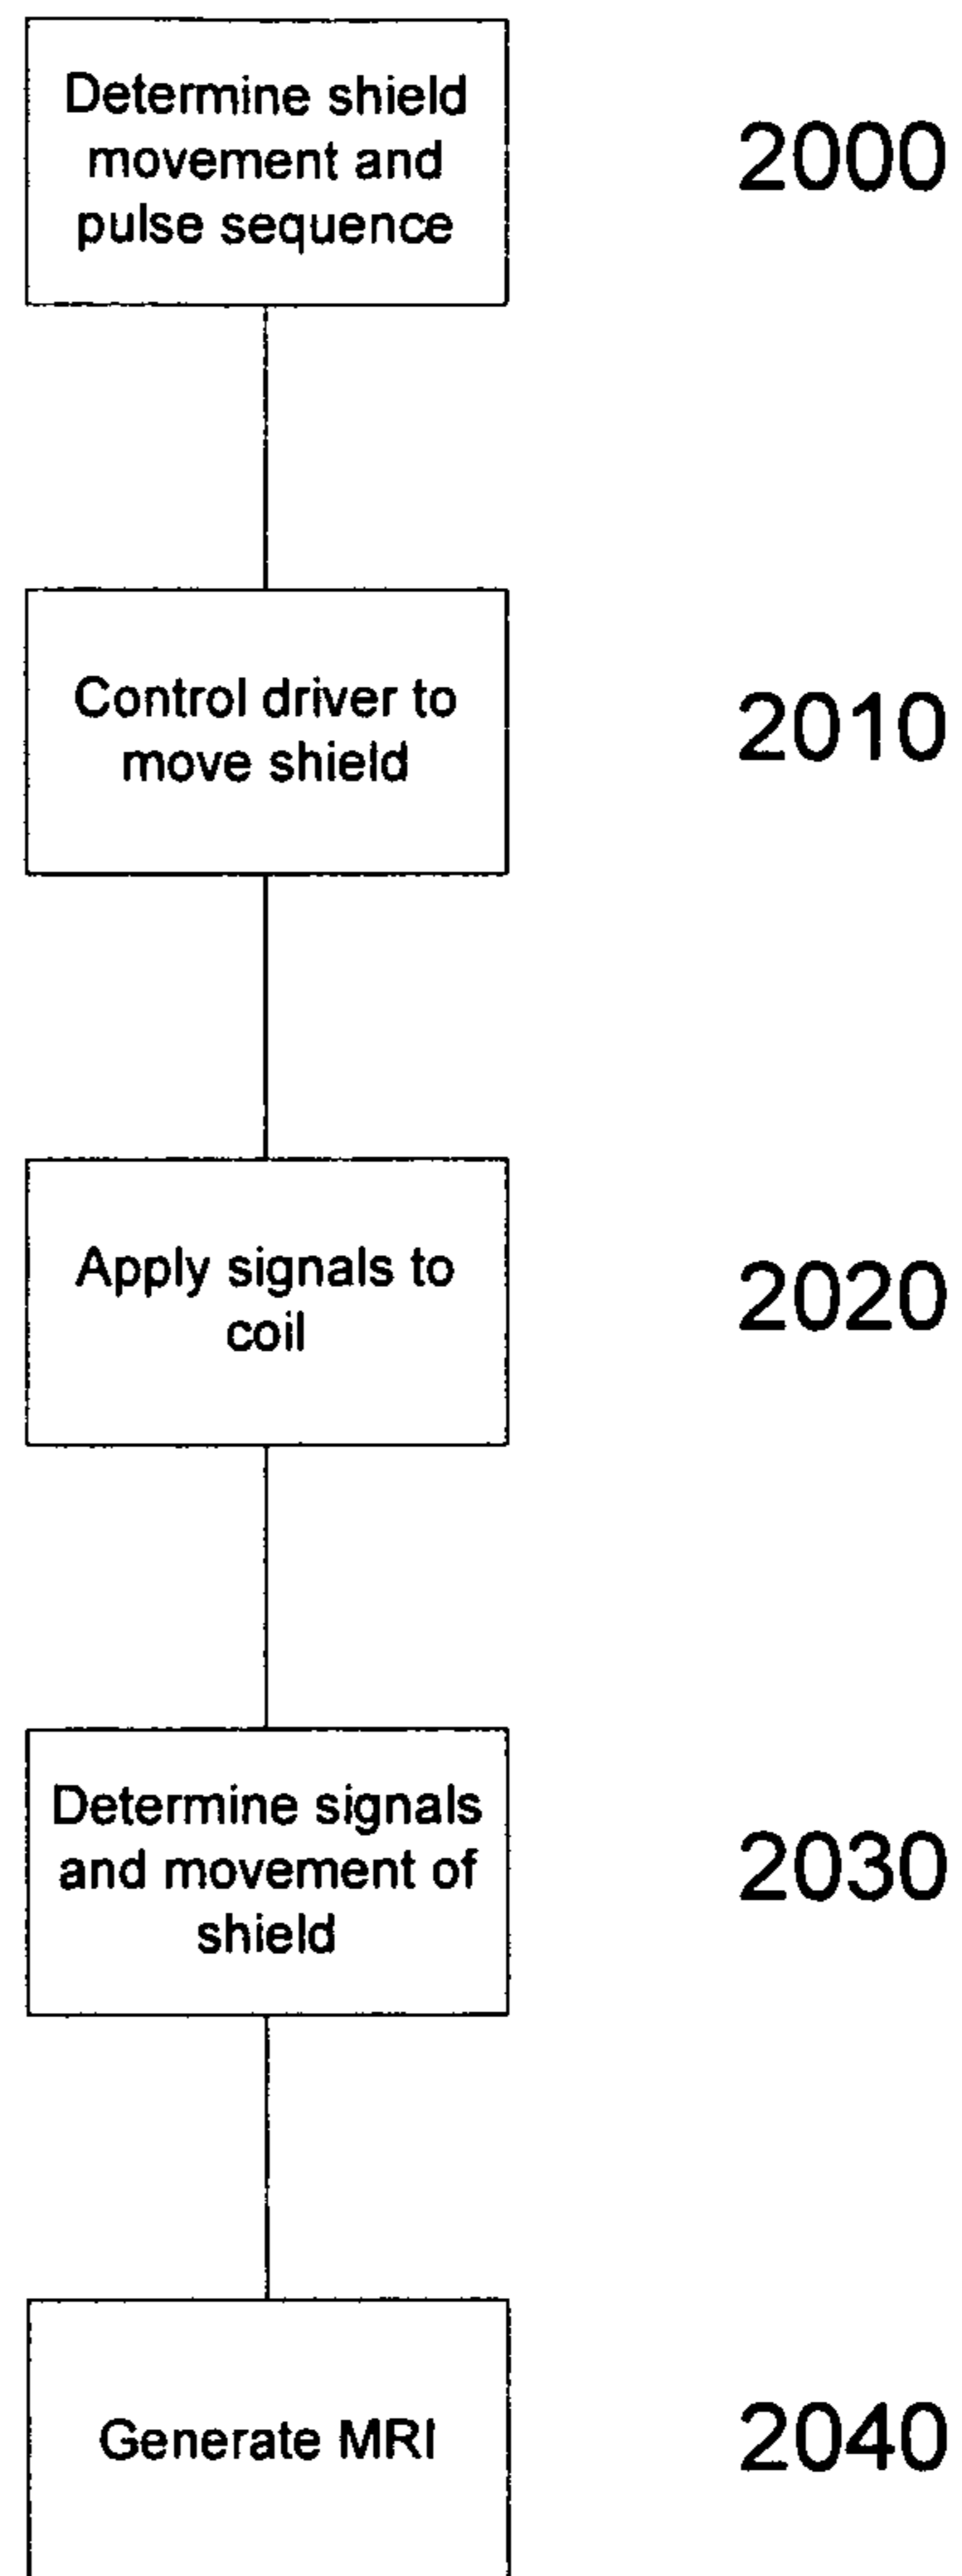 Determine shield
movement and
pulse sequence
2000
Control driver to
move shield
2010
Apply signals to
coil
2020
Determine signals
and movement of
shield
2030
Generate MRI
2040